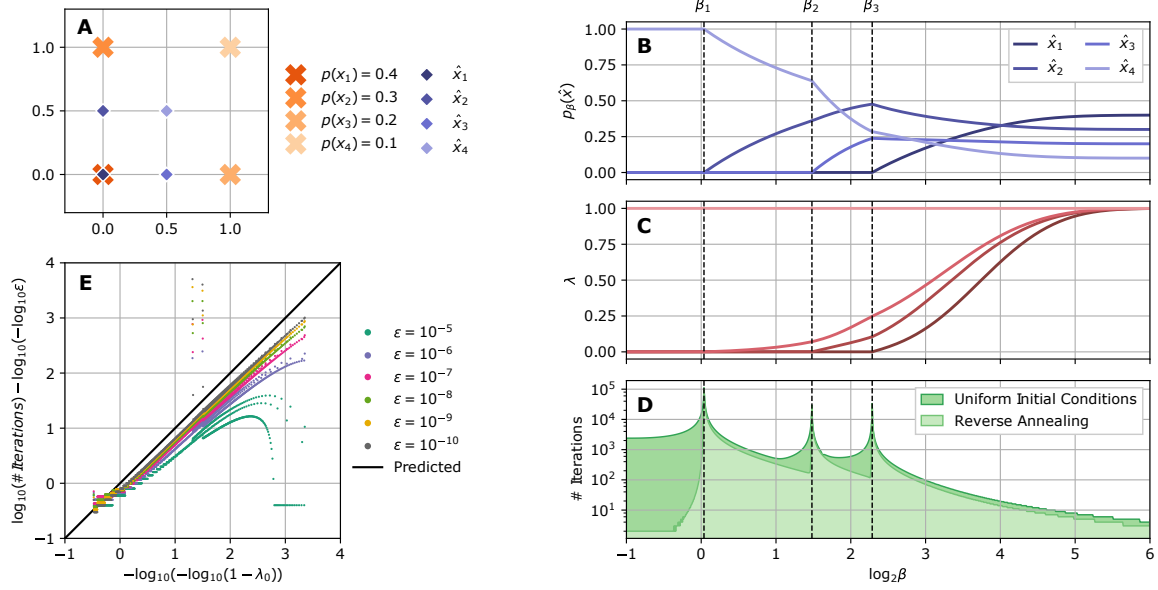 A
1.0
0.5
0.0
0.0 0.5 1.0
p(x₁) = 0.4
p(x₂) = 0.3
p(x₃) = 0.2
p(x₄) = 0.1
x̂₁
x̂₂
x̂₃
x̂₄
E
log₁₀(# Iterations) − log₁₀(−log₁₀ε)
4
3
2
1
0
−1
−1 0 1 2 3 4
−log₁₀(−log₁₀(1 − λ₀))
ε = 10⁻⁵
ε = 10⁻⁶
ε = 10⁻⁷
ε = 10⁻⁸
ε = 10⁻⁹
ε = 10⁻¹⁰
Predicted
β₁ β₂ β₃
B
p_β(x̂)
1.00
0.75
0.50
0.25
0.00
x̂₁ x̂₃
x̂₂ x̂₄
C
λ
1.00
0.75
0.50
0.25
0.00
D
# Iterations
10⁵
10⁴
10³
10²
10¹
Uniform Initial Conditions
Reverse Annealing
−1 0 1 2 3 4 5 6
log₂β